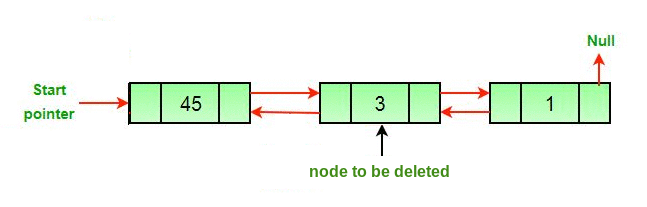 Null
Start
pointer
45
3
1
node to be deleted